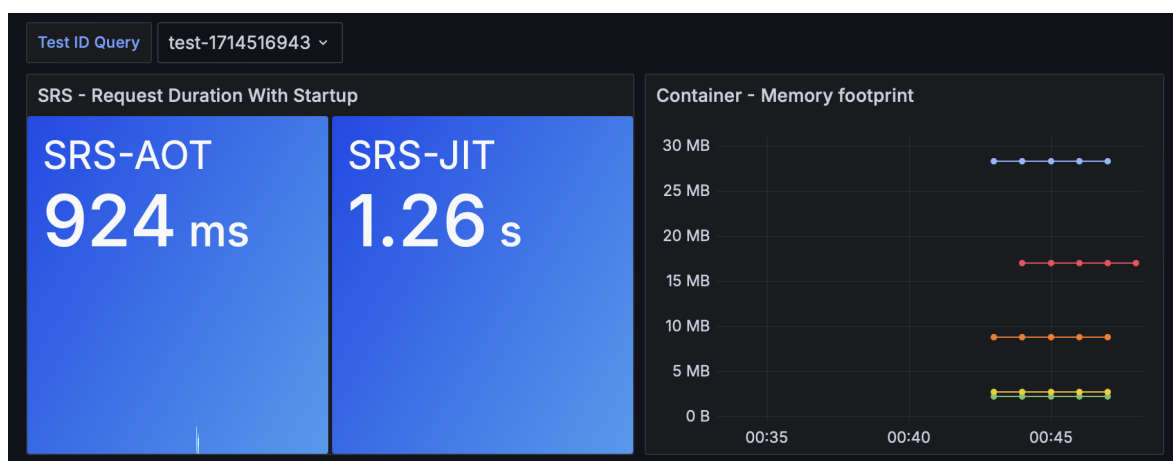 Test ID Query
test-1714516943
SRS - Request Duration With Startup
SRS-AOT
924 ms
SRS-JIT
1.26 s
Container - Memory footprint
30 MB
25 MB
20 MB
15 MB
10 MB
5 MB
0 B
00:35
00:40
00:45